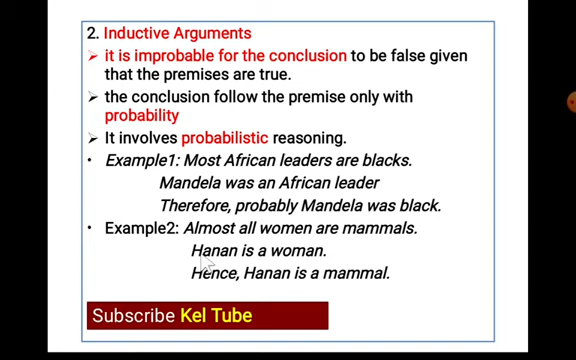 2. Inductive Arguments
➢ it is improbable for the conclusion to be false given
that the premises are true.
➢ the conclusion follow the premise only with
probability
➢ It involves probabilistic reasoning.
• Example1: Most African leaders are blacks.
Mandela was an African leader
Therefore, probably Mandela was black.
• Example2: Almost all women are mammals.
Hanan is a woman.
Hence, Hanan is a mammal.
Subscribe Kel Tube